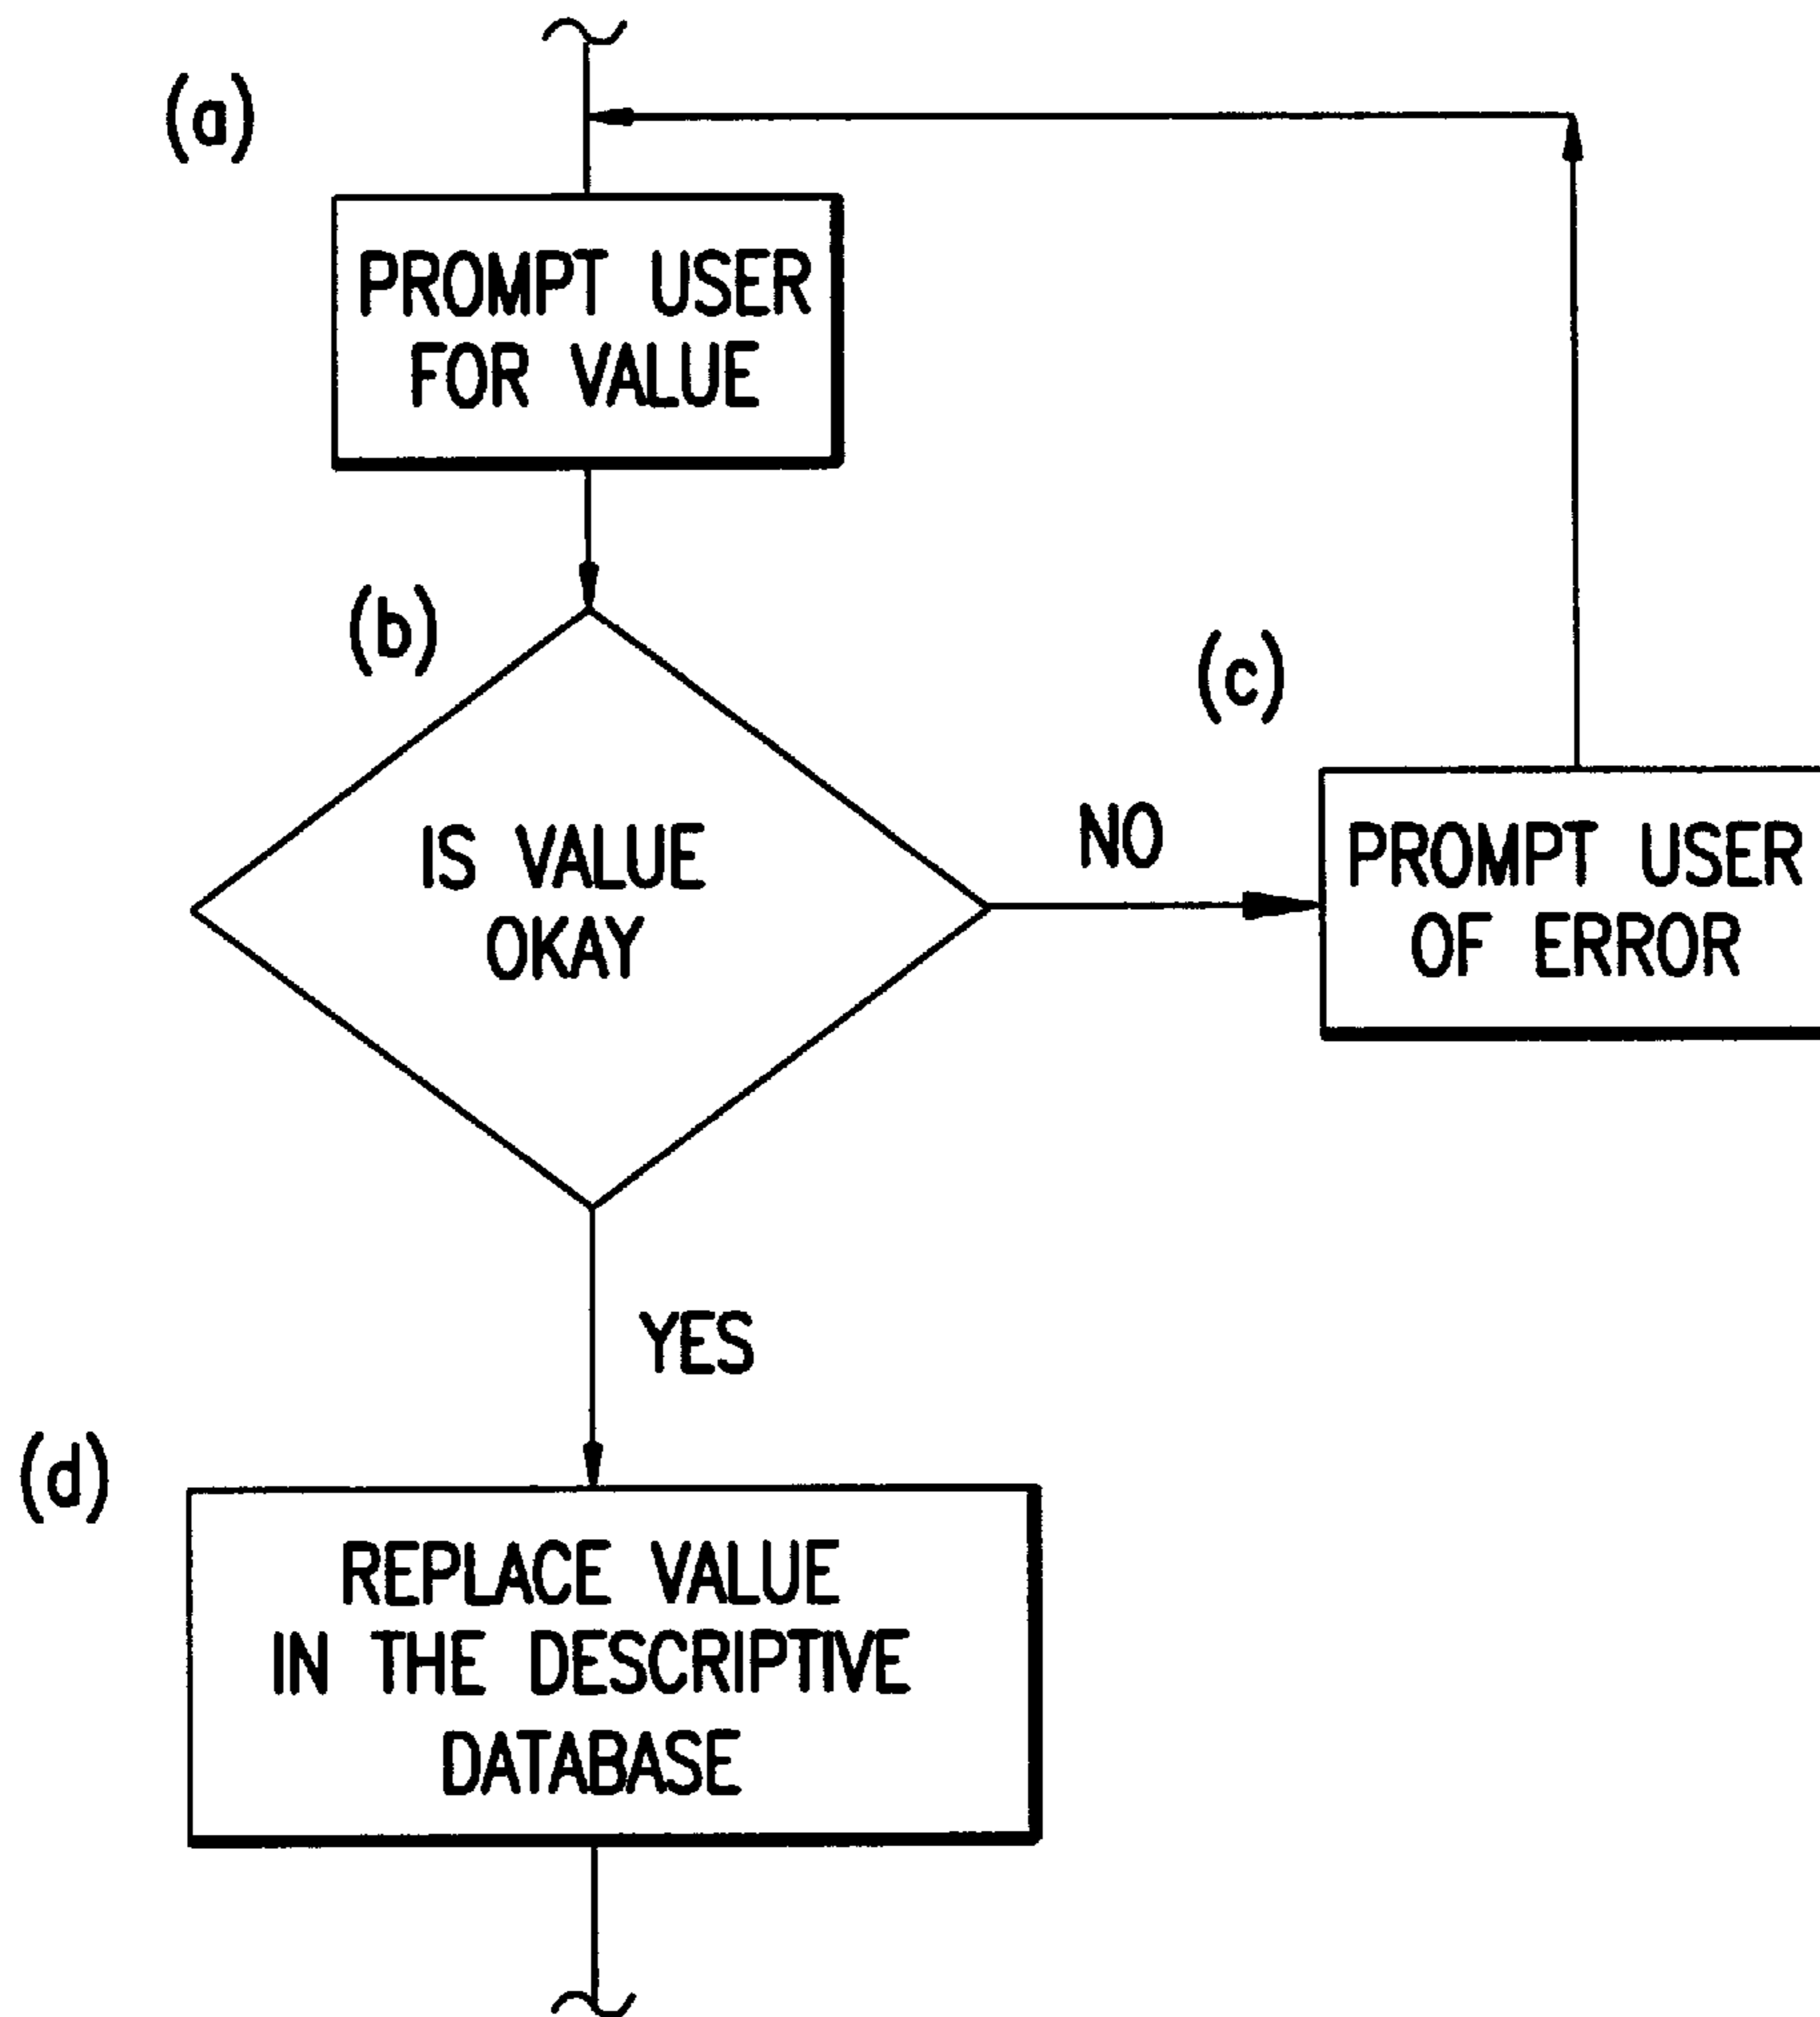 (a)
PROMPT USER
FOR VALUE
(b)
IS VALUE
OKAY
NO
(c)
PROMPT USER
OF ERROR
YES
(d)
REPLACE VALUE
IN THE DESCRIPTIVE
DATABASE